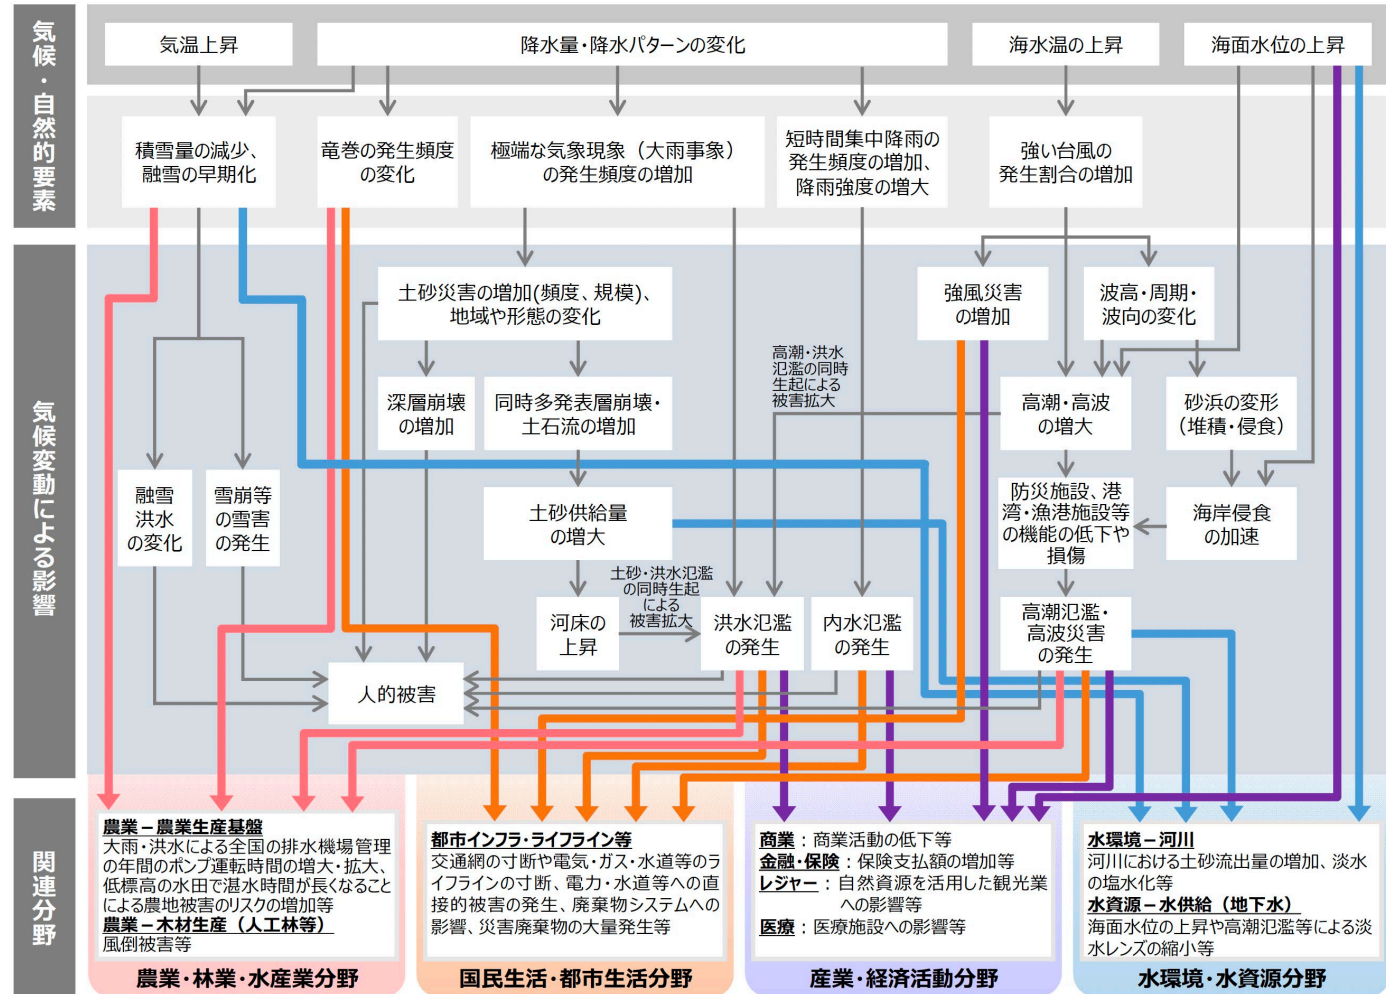 気候・自然的要素
気温上昇
降水量・降水パターンの変化
海水温の上昇
海面水位の上昇
積雪量の減少、
融雪の早期化
竜巻の発生頻度
の変化
極端な気象現象（大雨事象）
の発生頻度の増加
短時間集中降雨の
発生頻度の増加、
降雨強度の増大
強い台風の
発生割合の増加
気候変動による影響
土砂災害の増加(頻度、規模)、
地域や形態の変化
強風災害
の増加
波高・周期・
波向の変化
高潮・洪水
氾濫の同時
生起による
被害拡大
深層崩壊
の増加
同時多発表層崩壊・
土石流の増加
高潮・高波
の増大
砂浜の変形
（堆積・侵食）
融雪
洪水
の変化
雪崩等
の雪害
の発生
土砂供給量
の増大
防災施設、港
湾・漁港施設等
の機能の低下や
損傷
海岸侵食
の加速
土砂・洪水氾濫
の同時生起
による
被害拡大
河床の
上昇
洪水氾濫
の発生
内水氾濫
の発生
高潮氾濫・
高波災害
の発生
人的被害
関連分野
農業－農業生産基盤
大雨・洪水による全国の排水機場管理
の年間のポンプ運転時間の増大・拡大、
低標高の水田で湛水時間が長くなること
による農地被害のリスクの増加等
農業－木材生産（人工林等）
風倒被害等
農業・林業・水産業分野
都市インフラ・ライフライン等
交通網の寸断や電気・ガス・水道等のラ
イフラインの寸断、電力・水道等への直
接的被害の発生、廃棄物システムへの
影響、災害廃棄物の大量発生等
国民生活・都市生活分野
商業：商業活動の低下等
金融・保険：保険支払額の増加等
レジャー：自然資源を活用した観光業
への影響等
医療：医療施設への影響等
産業・経済活動分野
水環境－河川
河川における土砂流出量の増加、淡水
の塩水化等
水資源－水供給（地下水）
海面水位の上昇や高潮氾濫等による淡
水レンズの縮小等
水環境・水資源分野